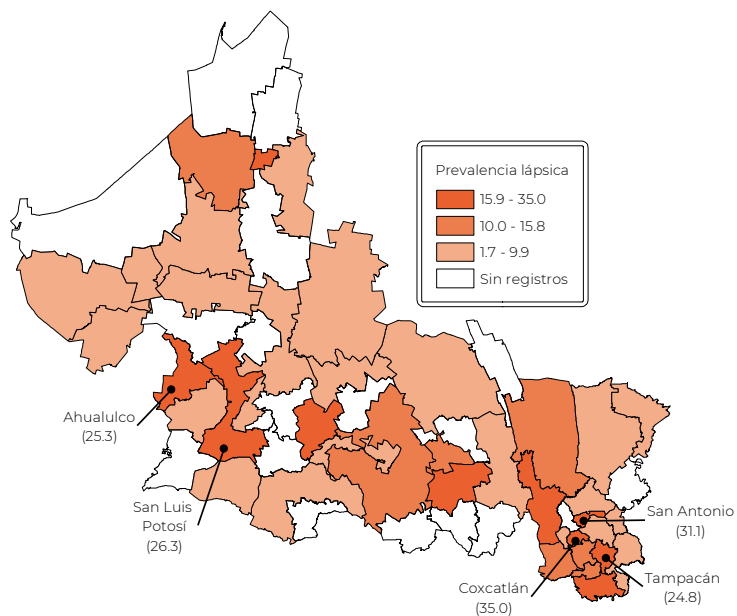 Prevalencia lápsica
15.9 - 35.0
10.0 - 15.8
1.7 - 9.9
Sin registros
Ahualulco
(25.3)
San Luis
Potosí
(26.3)
San Antonio
(31.1)
Tampacán
(24.8)
Coxcatlán
(35.0)